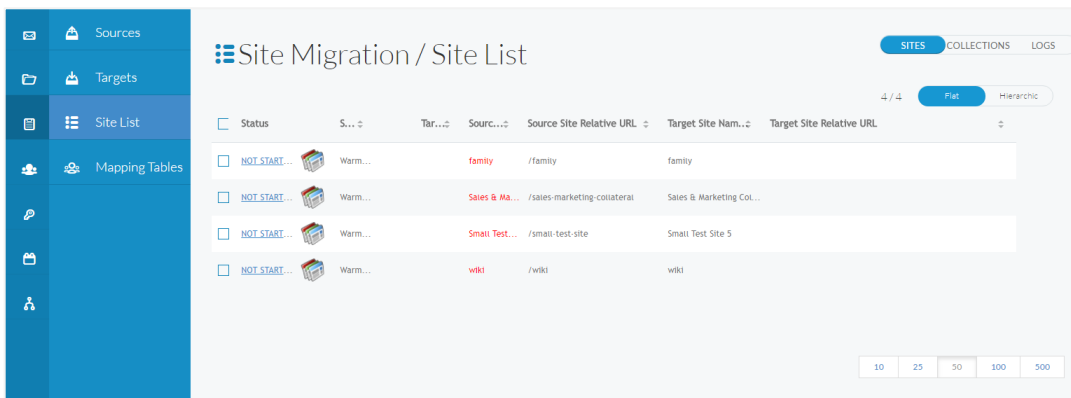 Sources
Targets
Site List
Mapping Tables
Site Migration / Site List
SITES COLLECTIONS LOGS
4 / 4 Flat Hierarchic
Status S... Tar... Sourc... Source Site Relative URL Target Site Nam... Target Site Relative URL
NOT START... Warm... family /family family
NOT START... Warm... Sales & Ma... /sales-marketing-collateral Sales & Marketing Col...
NOT START... Warm... Small Test... /small-test-site Small Test Site 5
NOT START... Warm... wiki /wiki wiki
10 25 50 100 500